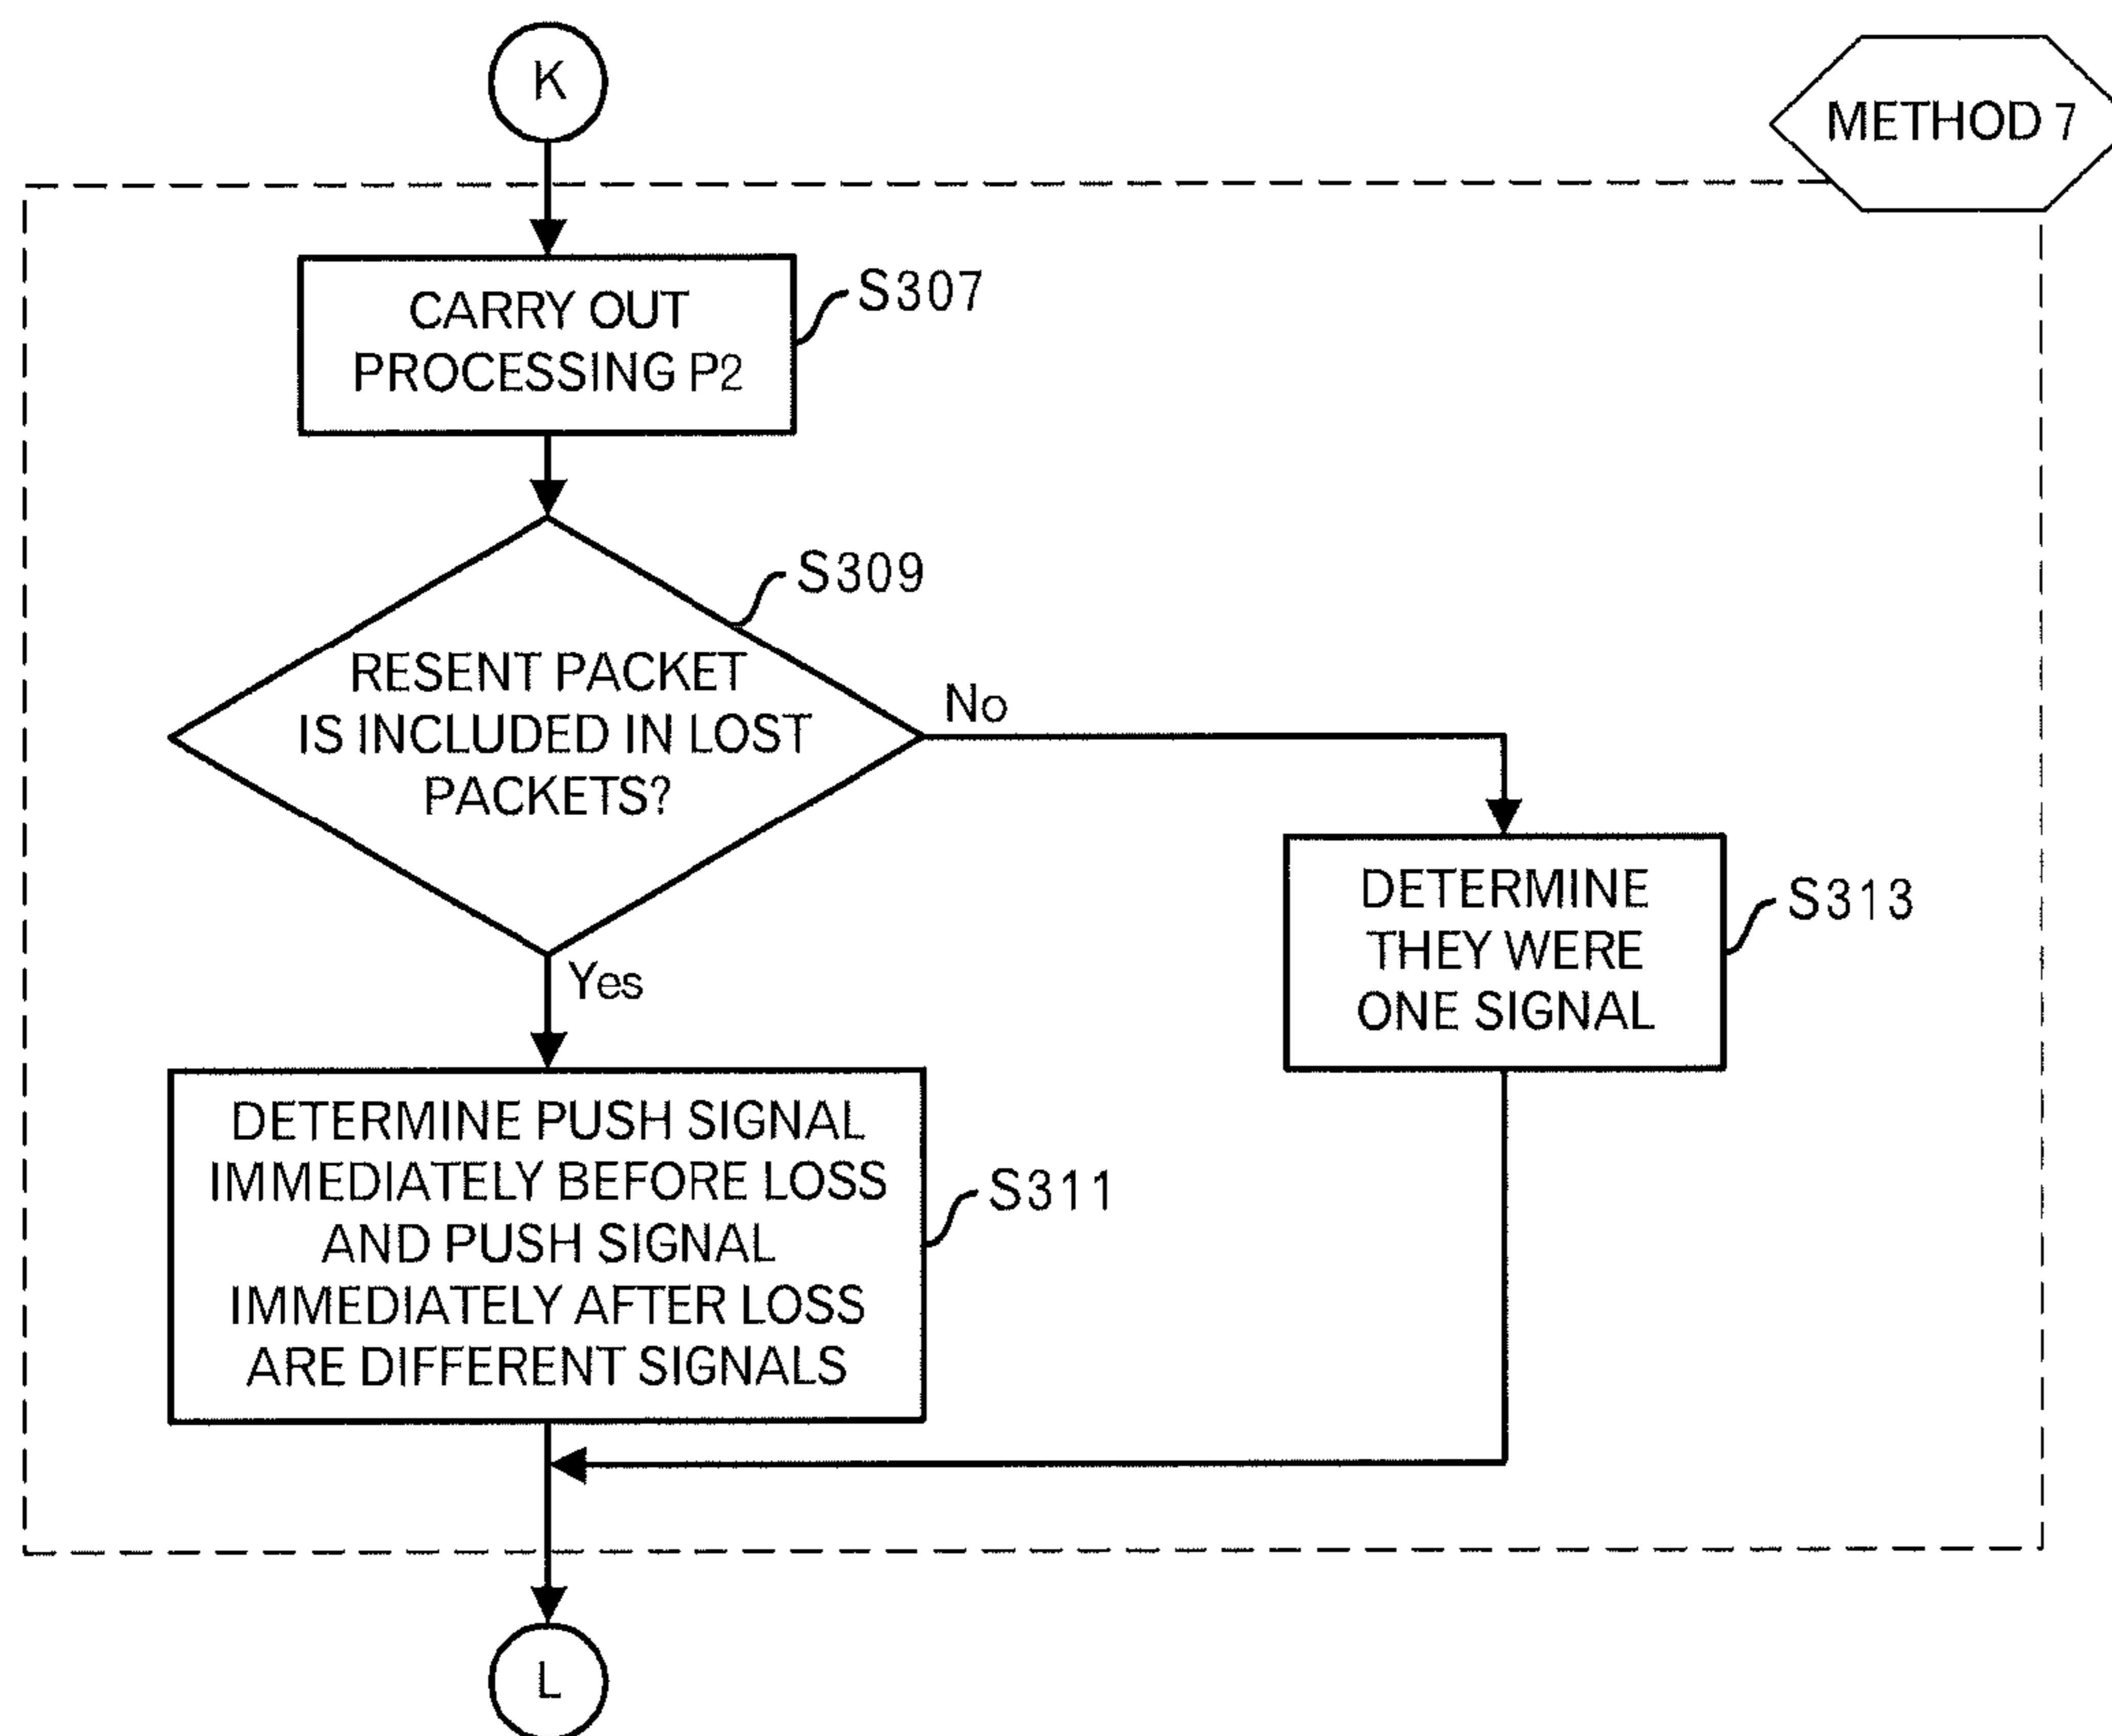 K
METHOD 7
CARRY OUT
PROCESSING P2
S307
S309
RESENT PACKET
IS INCLUDED IN LOST
PACKETS?
No
Yes
DETERMINE
THEY WERE
ONE SIGNAL
S313
DETERMINE PUSH SIGNAL
IMMEDIATELY BEFORE LOSS
AND PUSH SIGNAL
IMMEDIATELY AFTER LOSS
ARE DIFFERENT SIGNALS
S311
L